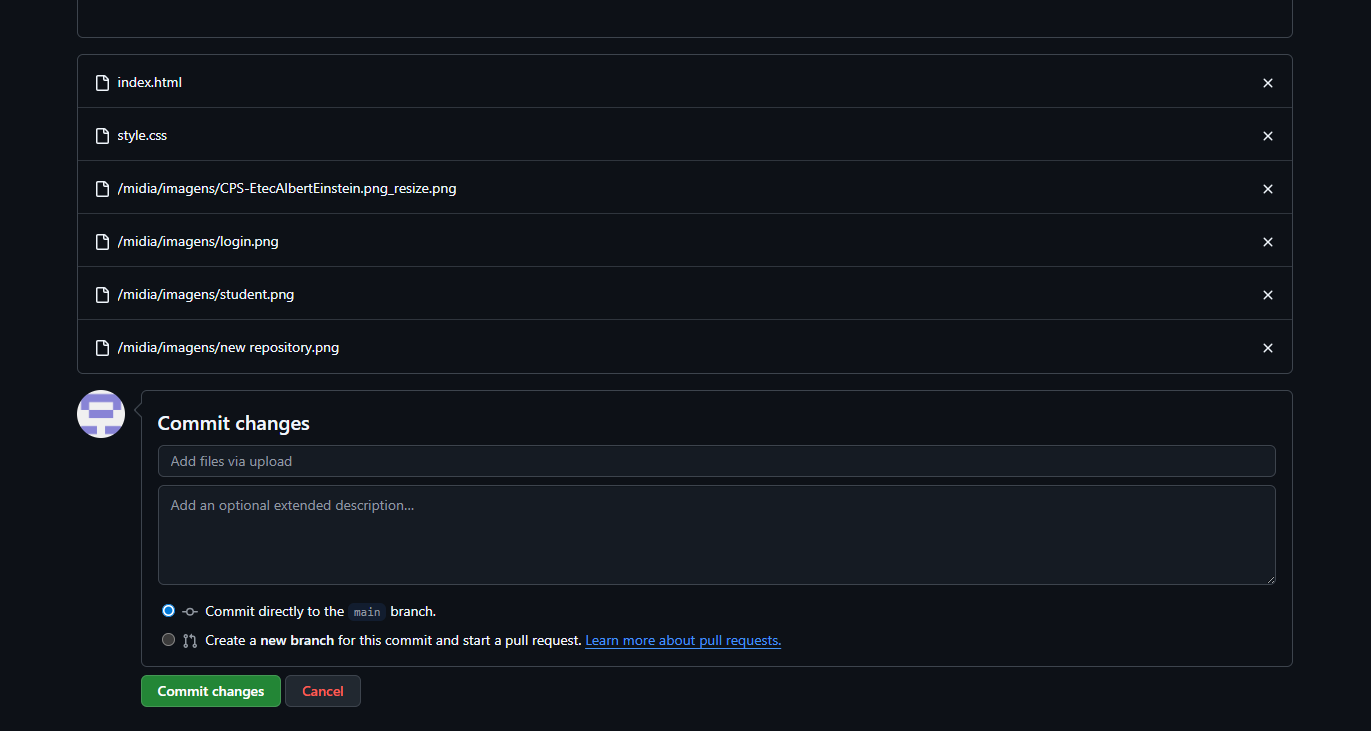 index.html
style.css
/midia/imagens/CPS-EtecAlbertEinstein.png_resize.png
/midia/imagens/login.png
/midia/imagens/student.png
/midia/imagens/new repository.png
Commit changes
Add files via upload
Add an optional extended description...
Commit directly to the main branch.
Create a new branch for this commit and start a pull request. Learn more about pull requests.
Commit changes Cancel